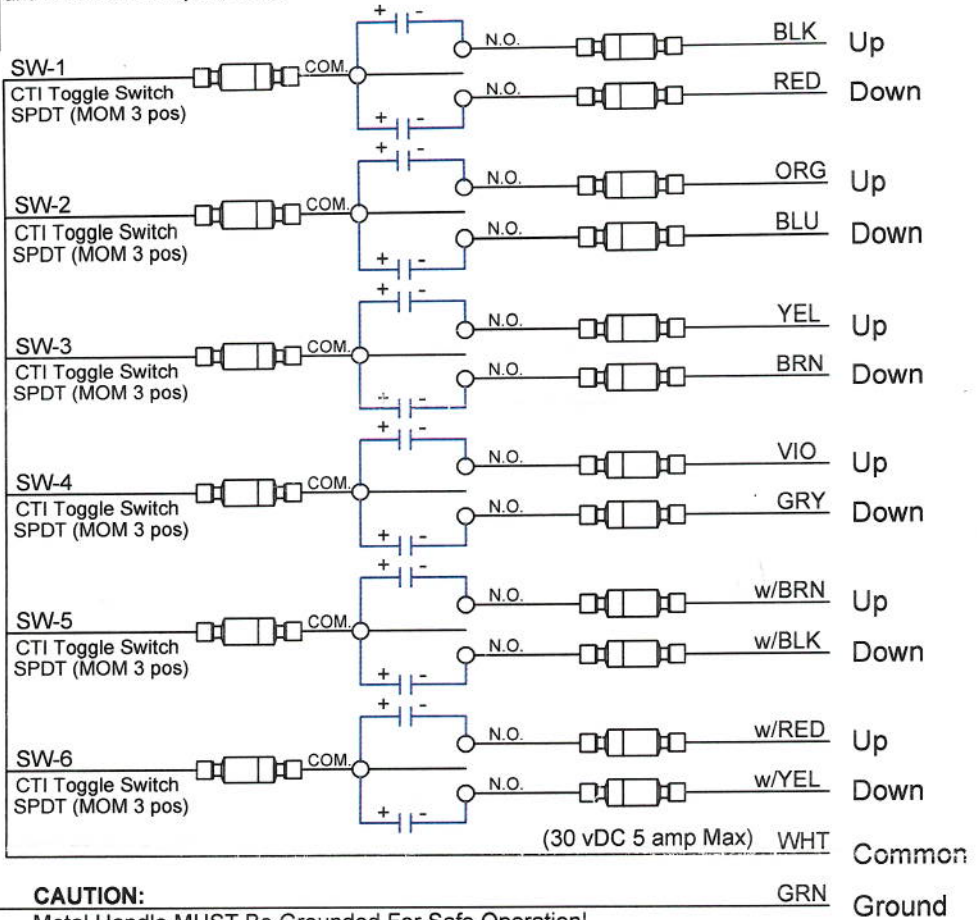 + -
N.O. BLK Up
SW-1 COM.
CTI Toggle Switch
SPDT (MOM 3 pos)
N.O. RED Down
+ -
+ -
N.O. ORG Up
SW-2 COM.
CTI Toggle Switch
SPDT (MOM 3 pos)
N.O. BLU Down
+ -
+ -
N.O. YEL Up
SW-3 COM.
CTI Toggle Switch
SPDT (MOM 3 pos)
N.O. BRN Down
+ -
+ -
N.O. VIO Up
SW-4 COM.
CTI Toggle Switch
SPDT (MOM 3 pos)
N.O. GRY Down
+ -
+ -
N.O. w/BRN Up
SW-5 COM.
CTI Toggle Switch
SPDT (MOM 3 pos)
N.O. w/BLK Down
+ -
+ -
N.O. w/RED Up
SW-6 COM.
CTI Toggle Switch
SPDT (MOM 3 pos)
N.O. w/YEL Down
+ -
(30 vDC 5 amp Max) WHT Common
CAUTION: GRN Ground
Metal Handle MUST Be Grounded For Safe Operation!